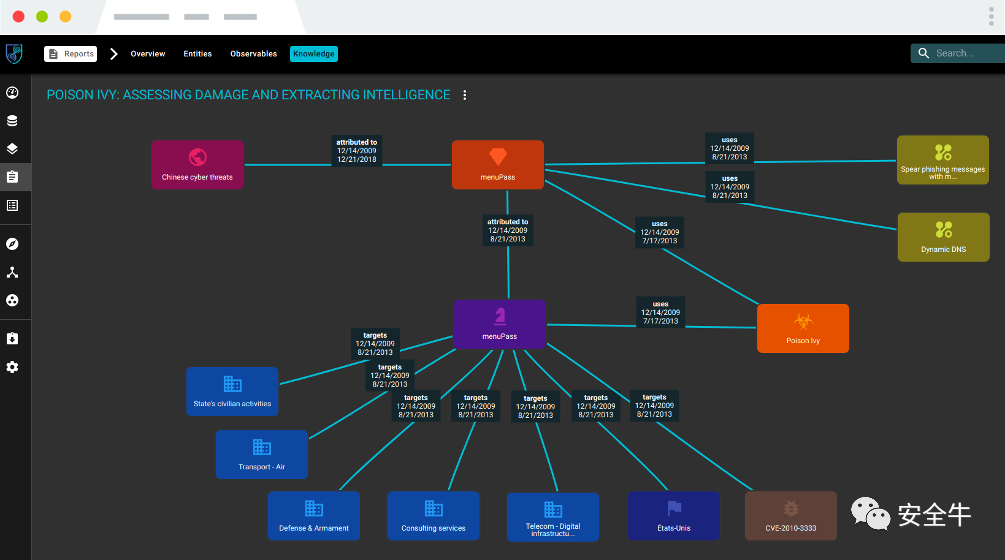 Reports
Overview
Entities
Observables
Knowledge
Search...
POISON IVY: ASSESSING DAMAGE AND EXTRACTING INTELLIGENCE
Chinese cyber threats
attributed to
12/14/2009
12/21/2018
menuPass
uses
12/14/2009
8/21/2013
Spear phishing messages
with m...
uses
12/14/2009
8/21/2013
Dynamic DNS
attributed to
12/14/2009
8/21/2013
uses
12/14/2009
7/17/2013
menuPass
uses
12/14/2009
7/17/2013
Poison Ivy
targets
12/14/2009
8/21/2013
targets
12/14/2009
8/21/2013
targets
12/14/2009
8/21/2013
targets
12/14/2009
8/21/2013
targets
12/14/2009
8/21/2013
targets
12/14/2009
8/21/2013
targets
12/14/2009
8/21/2013
State's civilian activities
Transport - Air
Defense & Armament
Consulting services
Telecom - Digital
infrastructu...
États-Unis
CVE-2010-3333
安全牛